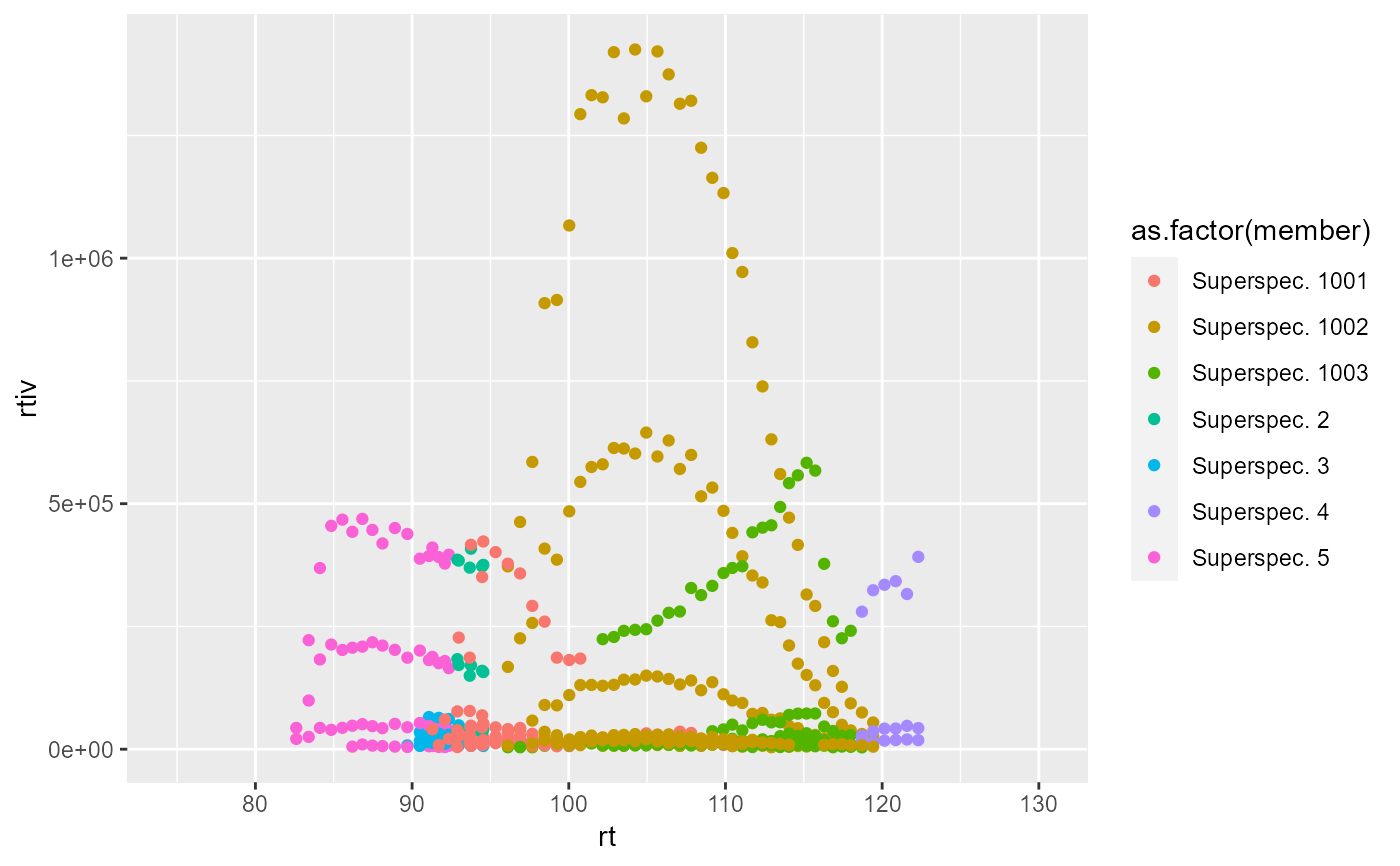 1e+06
5e+05
0e+00
rtiv
80 90 100 110 120 130
rt
as.factor(member)
Superspec. 1001
Superspec. 1002
Superspec. 1003
Superspec. 2
Superspec. 3
Superspec. 4
Superspec. 5